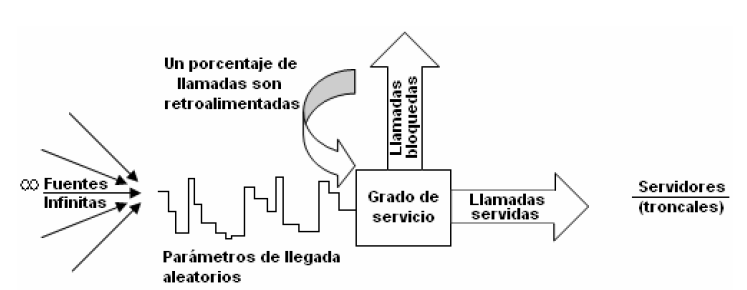 Un porcentaje de
llamadas son
retroalimentadas
Llamadas
bloquedas
∞ Fuentes
Infinitas
Grado de
servicio
Llamadas
servidas
Servidores
(troncales)
Parámetros de llegada
aleatorios